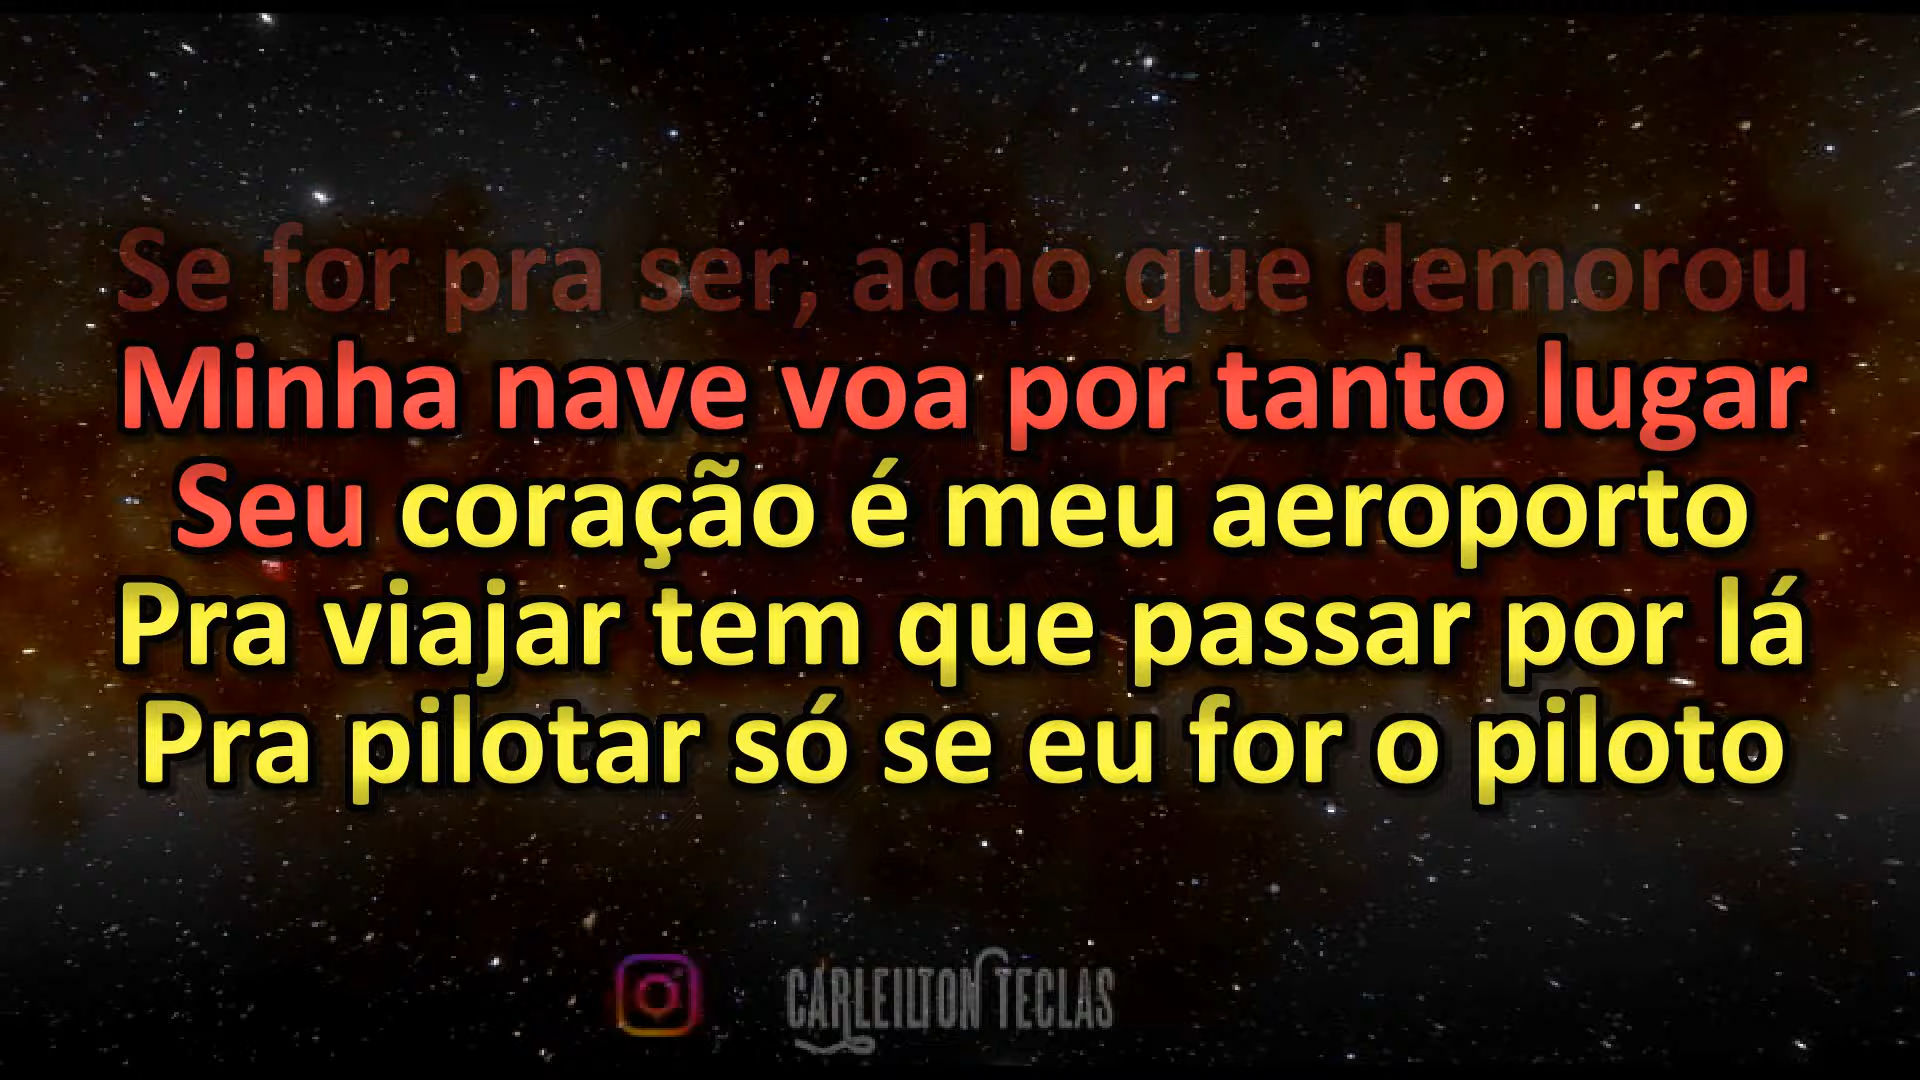 Se for pra ser, acho que demorou
Minha nave voa por tanto lugar
Seu coração é meu aeroporto
Pra viajar tem que passar por lá
Pra pilotar só se eu for o piloto
CARLEILTON TECLAS